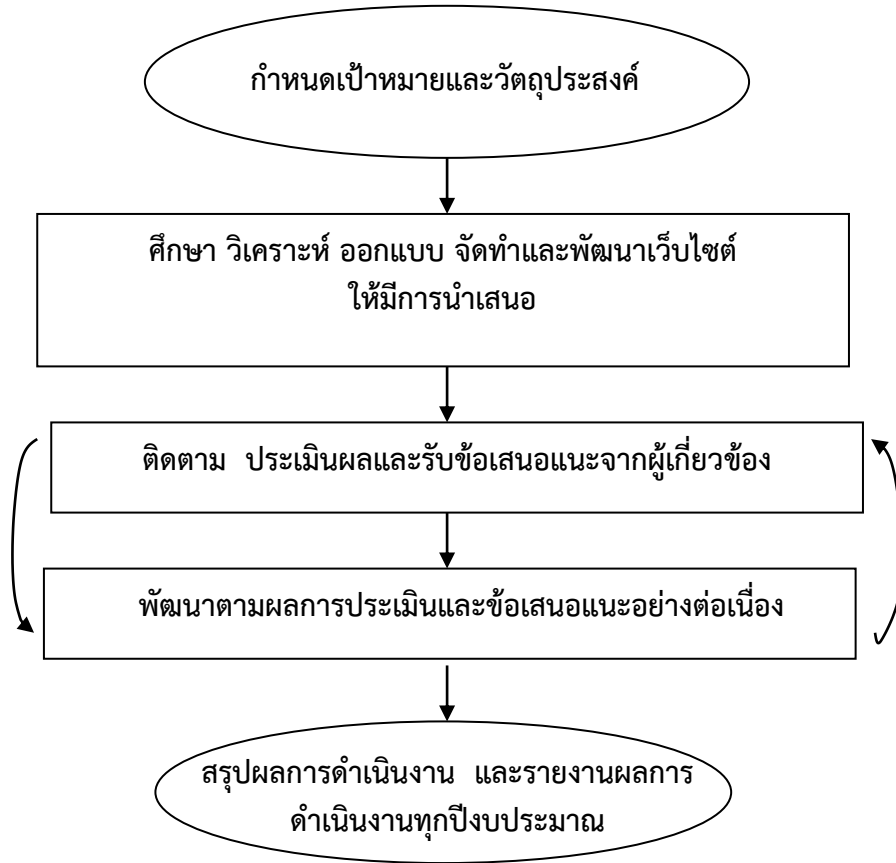 กำหนดเป้าหมายและวัตถุประสงค์
ศึกษา วิเคราะห์ ออกแบบ จัดทำและพัฒนาเว็บไซต์
ให้มีการนำเสนอ
ติดตาม ประเมินผลและรับข้อเสนอแนะจากผู้เกี่ยวข้อง
พัฒนาตามผลการประเมินและข้อเสนอแนะอย่างต่อเนื่อง
สรุปผลการดำเนินงาน และรายงานผลการ
ดำเนินงานทุกปีงบประมาณ